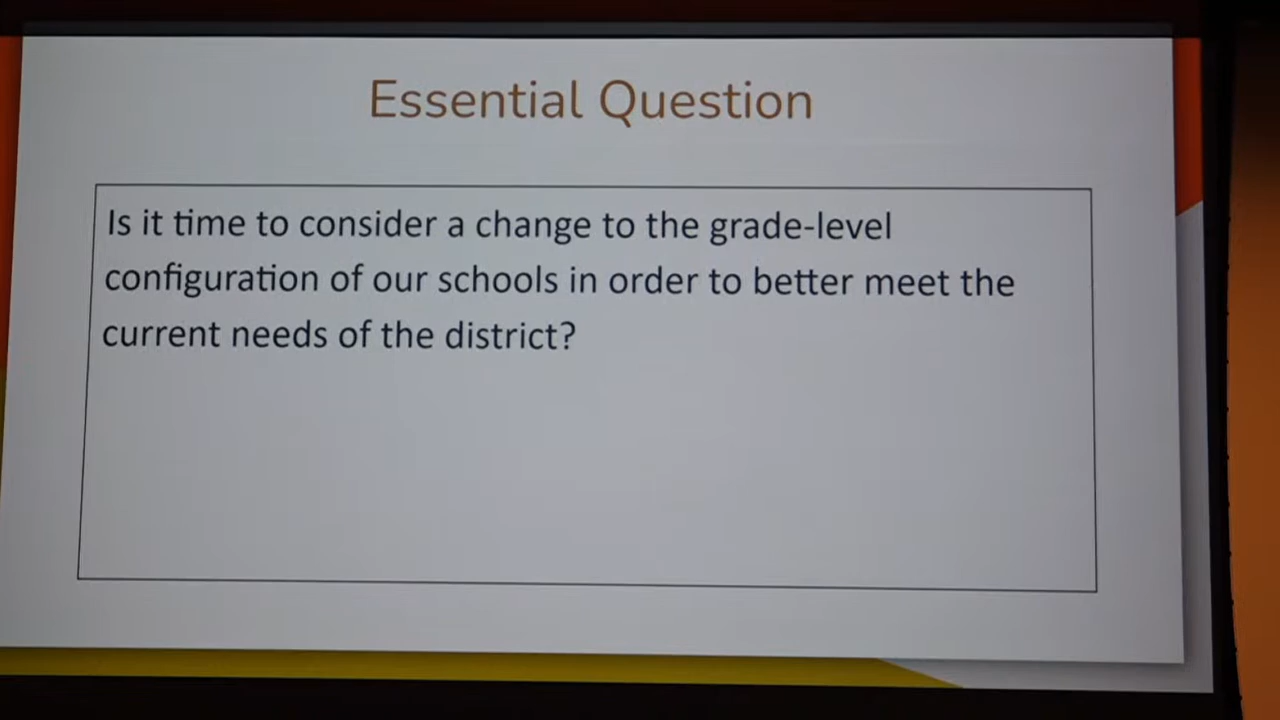 Essential Question
Is it time to consider a change to the grade-level
configuration of our schools in order to better meet the
current needs of the district?